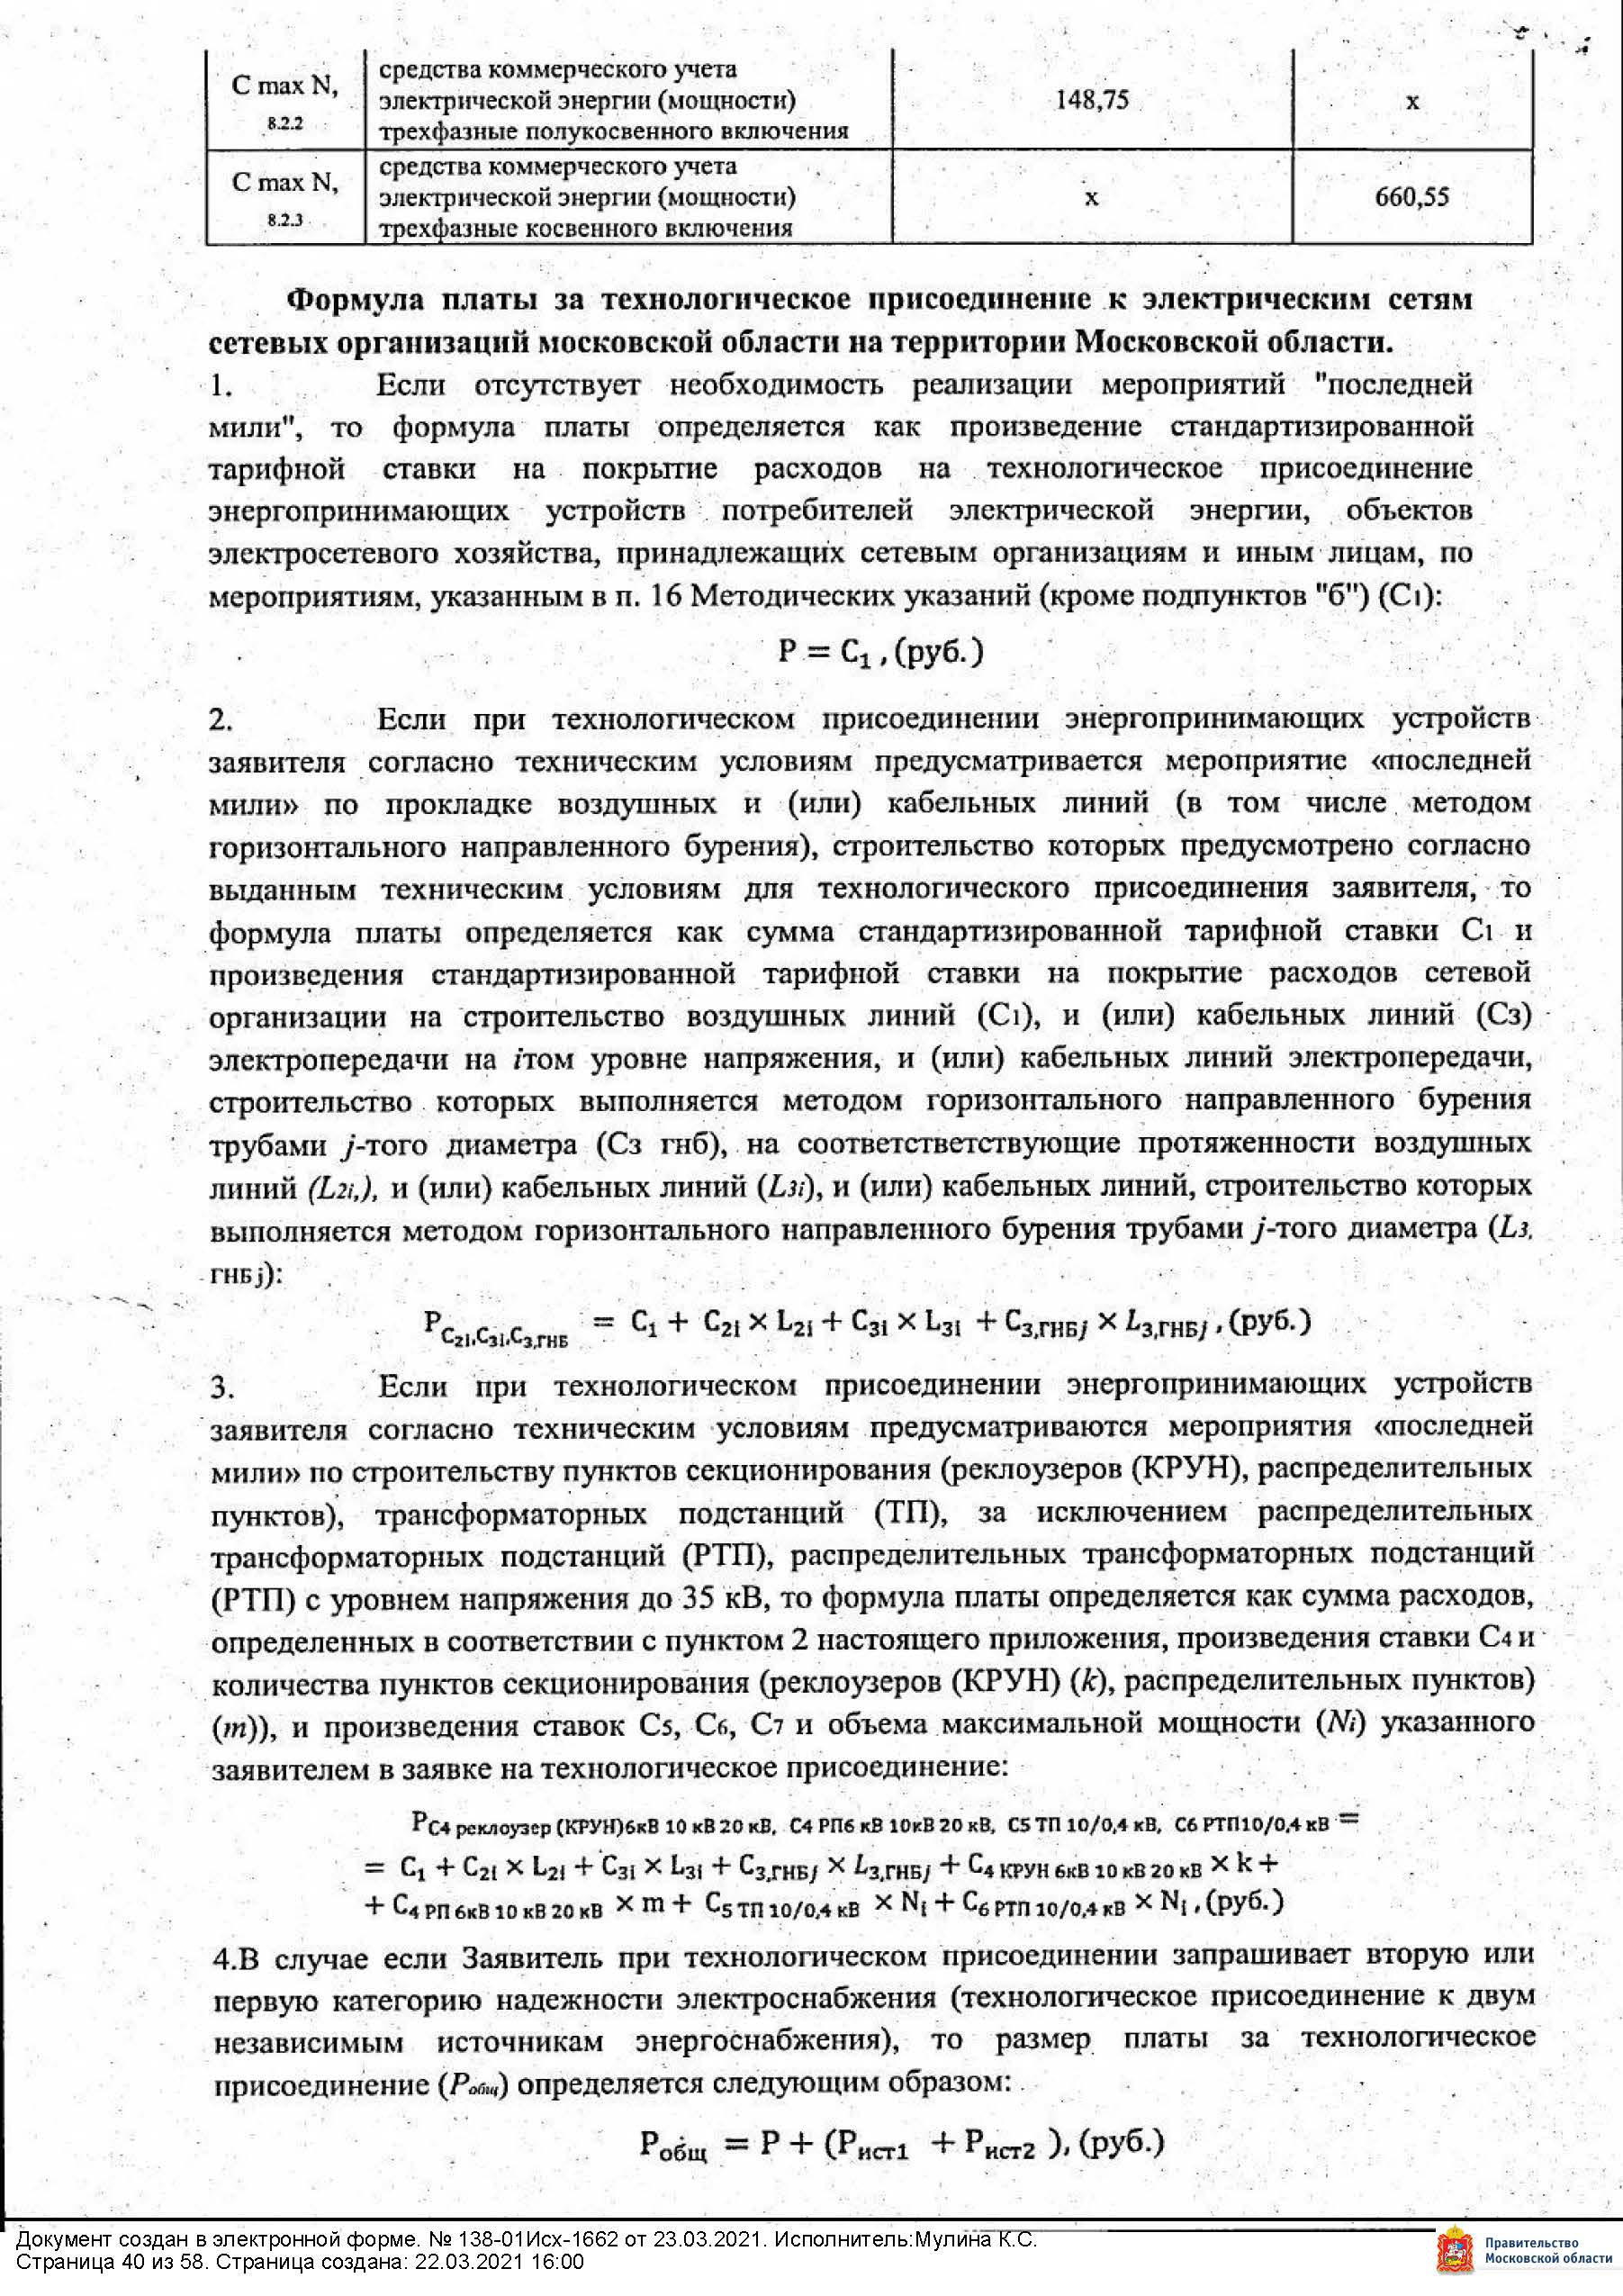 C max N, 8.2.2
средства коммерческого учета
электрической энергии (мощности)
трехфазные полукосвенного включения
148,75
х
C max N, 8.2.3
средства коммерческого учета
электрической энергии (мощности)
трехфазные косвенного включения
х
660,55
Формула платы за технологическое присоединение к электрическим сетям
сетевых организаций московской области на территории Московской области.
1. Если отсутствует необходимость реализации мероприятий "последней
мили", то формула платы определяется как произведение стандартизированной
тарифной ставки на покрытие расходов на технологическое присоединение
энергопринимающих устройств потребителей электрической энергии, объектов
электросетевого хозяйства, принадлежащих сетевым организациям и иным лицам, по
мероприятиям, указанным в п. 16 Методических указаний (кроме подпунктов "б") (C1):
P = C₁ , (руб.)
2. Если при технологическом присоединении энергопринимающих устройств
заявителя согласно техническим условиям предусматривается мероприятие «последней
мили» по прокладке воздушных и (или) кабельных линий (в том числе методом
горизонтального направленного бурения), строительство которых предусмотрено согласно
выданным техническим условиям для технологического присоединения заявителя, то
формула платы определяется как сумма стандартизированной тарифной ставки C1 и
произведения стандартизированной тарифной ставки на покрытие расходов сетевой
организации на строительство воздушных линий (C1), и (или) кабельных линий (C3)
электропередачи на iтом уровне напряжения, и (или) кабельных линий электропередачи,
строительство которых выполняется методом горизонтального направленного бурения
трубами j-того диаметра (C3 гнб), на соответстветствующие протяженности воздушных
линий (L2i,), и (или) кабельных линий (L3i), и (или) кабельных линий, строительство которых
выполняется методом горизонтального направленного бурения трубами j-того диаметра (L3,
ГНБ j):
P C2i,C3i,C3,ГНБ = C₁ + C2i × L2i + C3i × L3i + C3,ГНБj × L3,ГНБj , (руб.)
3. Если при технологическом присоединении энергопринимающих устройств
заявителя согласно техническим условиям предусматриваются мероприятия «последней
мили» по строительству пунктов секционирования (реклоузеров (КРУН), распределительных
пунктов), трансформаторных подстанций (ТП), за исключением распределительных
трансформаторных подстанций (РТП), распределительных трансформаторных подстанций
(РТП) с уровнем напряжения до 35 кВ, то формула платы определяется как сумма расходов,
определенных в соответствии с пунктом 2 настоящего приложения, произведения ставки C4 и
количества пунктов секционирования (реклоузеров (КРУН) (k), распределительных пунктов)
(m)), и произведения ставок C5, C6, C7 и объема максимальной мощности (Ni) указанного
заявителем в заявке на технологическое присоединение:
P C4 реклоузер (КРУН)6кВ 10 кВ 20 кВ, C4 РП6 кВ 10кВ 20 кВ, C5 ТП 10/0,4 кВ, C6 РТП10/0,4 кВ =
= C₁ + C2i × L2i + C3i × L3i + C3,ГНБj × L3,ГНБj + C4 КРУН 6кВ 10 кВ 20 кВ × k +
+ C4 РП 6кВ 10 кВ 20 кВ × m + C5 ТП 10/0,4 кВ × Ni + C6 РТП 10/0,4 кВ × Ni , (руб.)
4.В случае если Заявитель при технологическом присоединении запрашивает вторую или
первую категорию надежности электроснабжения (технологическое присоединение к двум
независимым источникам энергоснабжения), то размер платы за технологическое
присоединение (Pобщ) определяется следующим образом:
Pобщ = P + (Pист1 + Pист2 ), (руб.)
Документ создан в электронной форме. № 138-01Исх-1662 от 23.03.2021. Исполнитель:Мулина К.С.
Страница 40 из 58. Страница создана: 22.03.2021 16:00
Правительство
Московской области